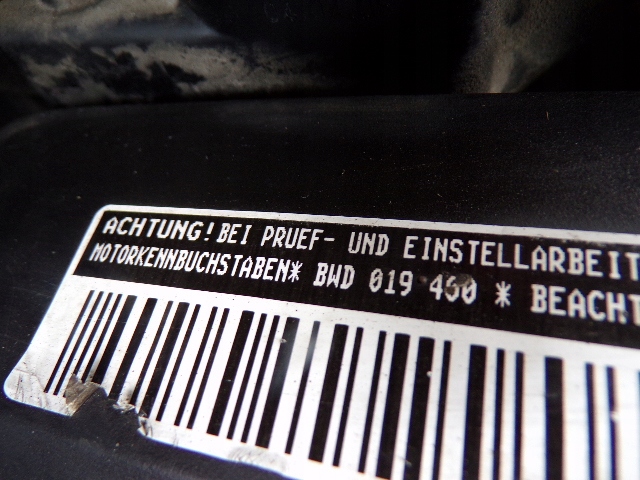 ACHTUNG! BEI PRUEF- UND EINSTELLARBEIT
MOTORKENNBUCHSTABEN* BWD 019 460 * BEACHT